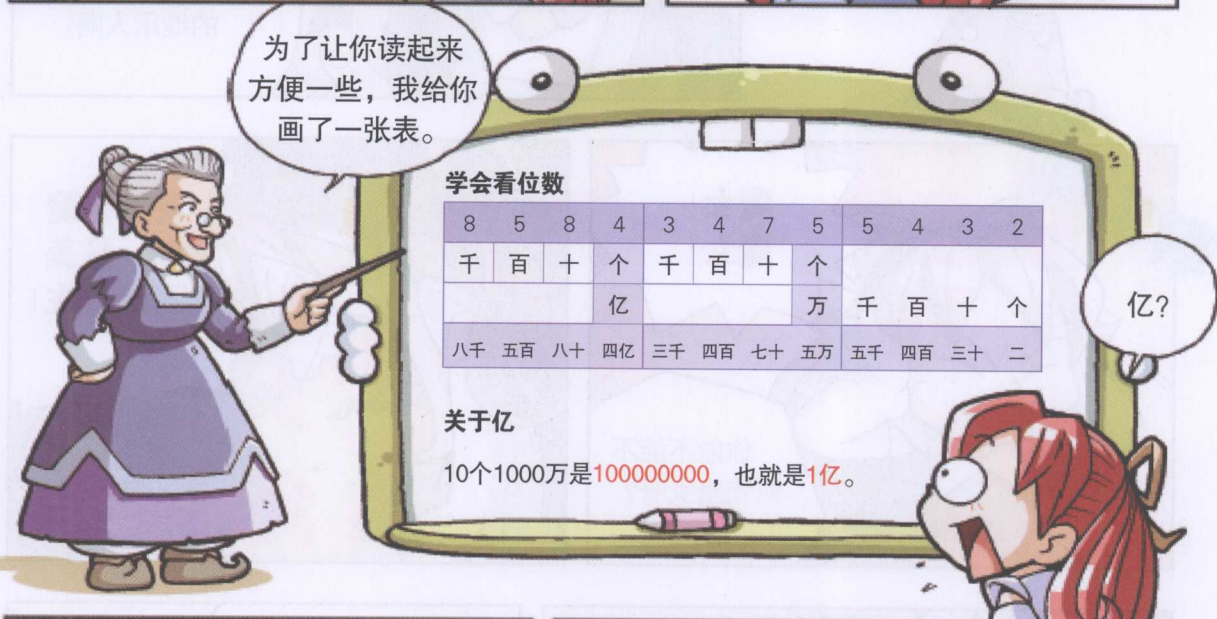 为了让你读起来
方便一些，我给你
画了一张表。
学会看位数
8 5 8 4 3 4 7 5 5 4 3 2
千 百 十 个 千 百 十 个
亿 万 千 百 十 个
八千 五百 八十 四亿 三千 四百 七十 五万 五千 四百 三十 二
亿？
关于亿
10个1000万是100000000，也就是1亿。